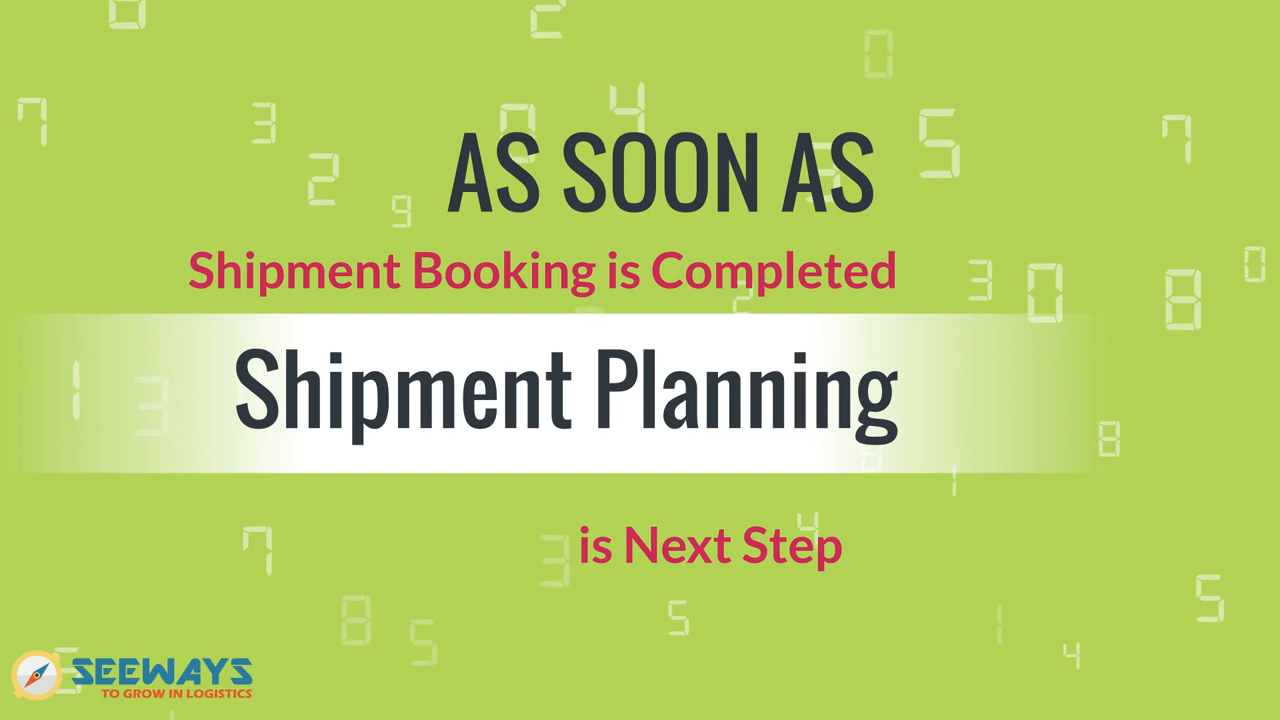 AS SOON AS
Shipment Booking is Completed
Shipment Planning
is Next Step
SEEWAYS
TO GROW IN LOGISTICS